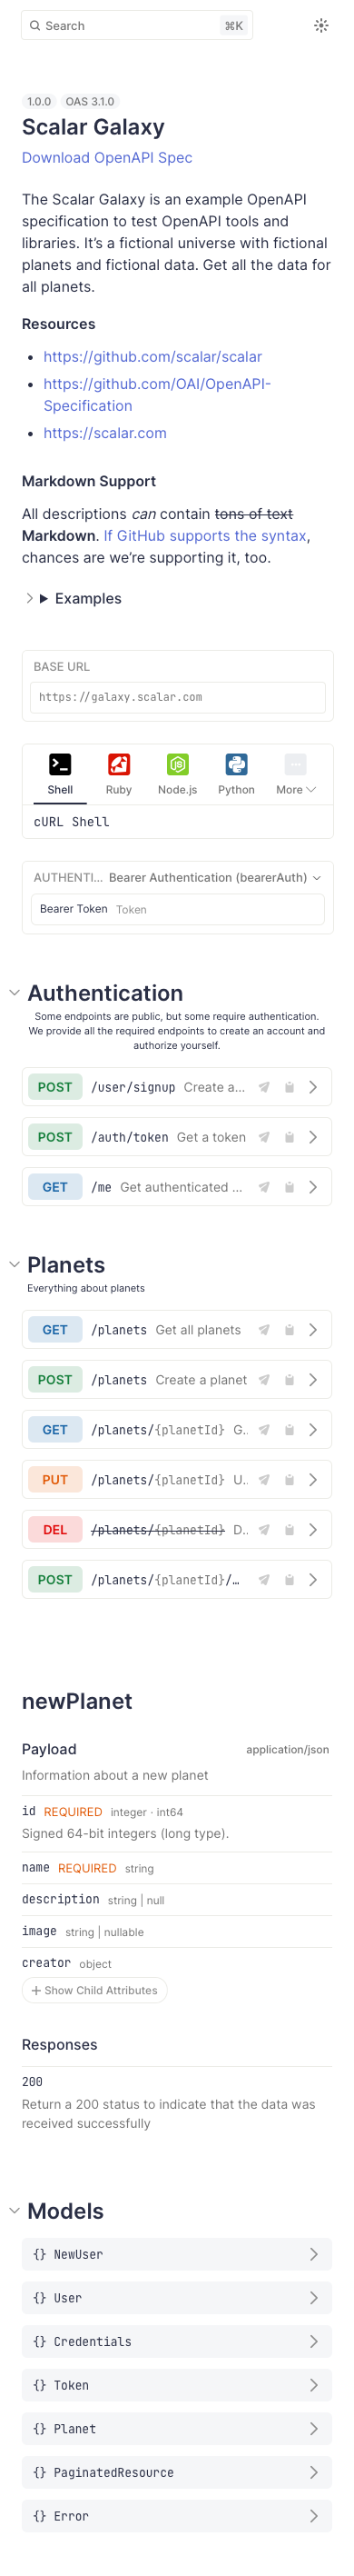 Search ⌘K
1.0.0 OAS 3.1.0
Scalar Galaxy
Download OpenAPI Spec
The Scalar Galaxy is an example OpenAPI
specification to test OpenAPI tools and
libraries. It’s a fictional universe with fictional
planets and fictional data. Get all the data for
all planets.
Resources
• https://github.com/scalar/scalar
• https://github.com/OAI/OpenAPI-
Specification
• https://scalar.com
Markdown Support
All descriptions can contain tons of text
Markdown. If GitHub supports the syntax,
chances are we’re supporting it, too.
Examples
BASE URL
https://galaxy.scalar.com
Shell Ruby Node.js Python More
cURL Shell
AUTHENTI... Bearer Authentication (bearerAuth)
Bearer Token Token
Authentication
Some endpoints are public, but some require authentication.
We provide all the required endpoints to create an account and
authorize yourself.
POST /user/signup Create a...
POST /auth/token Get a token
GET /me Get authenticated ...
Planets
Everything about planets
GET /planets Get all planets
POST /planets Create a planet
GET /planets/{planetId} G...
PUT /planets/{planetId} U...
DEL /planets/{planetId} D...
POST /planets/{planetId}/…
newPlanet
Payload application/json
Information about a new planet
id REQUIRED integer · int64
Signed 64-bit integers (long type).
name REQUIRED string
description string | null
image string | nullable
creator object
Show Child Attributes
Responses
200
Return a 200 status to indicate that the data was
received successfully
Models
{} NewUser
{} User
{} Credentials
{} Token
{} Planet
{} PaginatedResource
{} Error